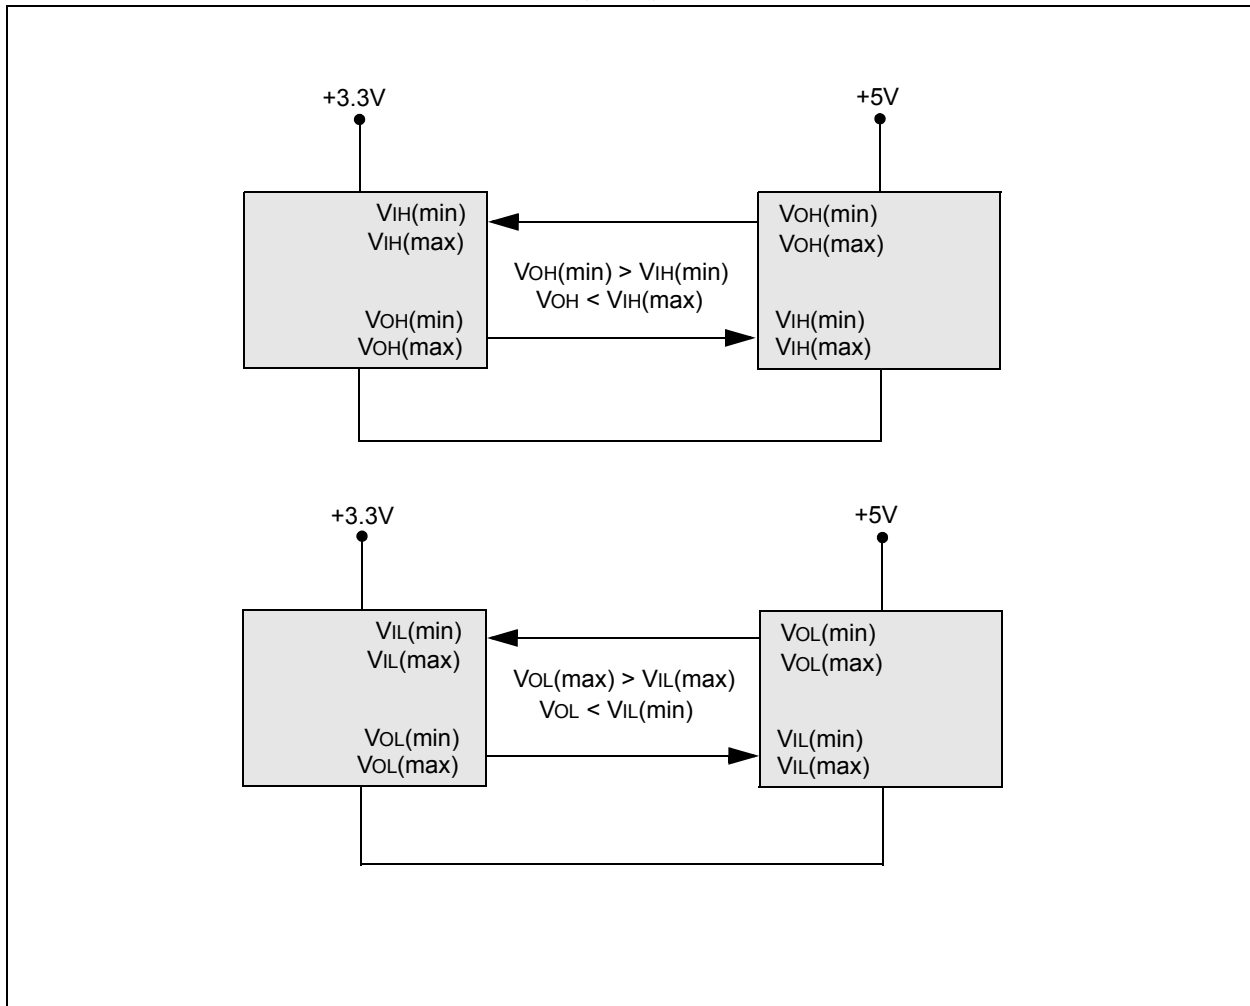 +3.3V
+5V
VIH(min)
VIH(max)
VOH(min)
VOH(max)
VOH(min) > VIH(min)
VOH < VIH(max)
VOH(min)
VOH(max)
VIH(min)
VIH(max)
+3.3V
+5V
VIL(min)
VIL(max)
VOL(min)
VOL(max)
VOL(max) > VIL(max)
VOL < VIL(min)
VOL(min)
VOL(max)
VIL(min)
VIL(max)